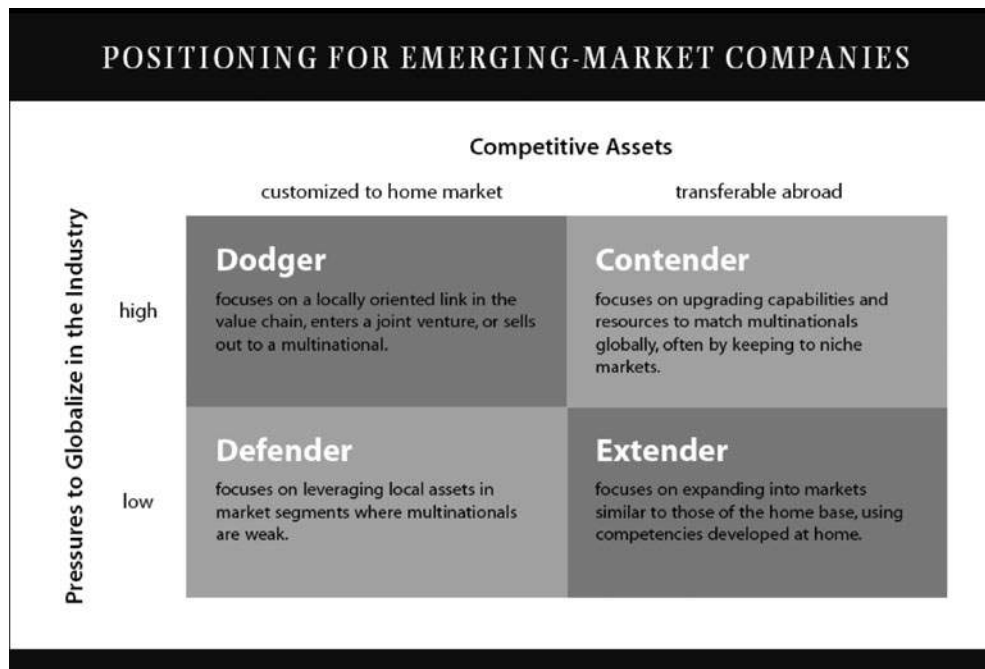 POSITIONING FOR EMERGING-MARKET COMPANIES
Competitive Assets
customized to home market
transferable abroad
Pressures to Globalize in the Industry
high
Dodger
focuses on a locally oriented link in the
value chain, enters a joint venture, or sells
out to a multinational.
Contender
focuses on upgrading capabilities and
resources to match multinationals
globally, often by keeping to niche
markets.
low
Defender
focuses on leveraging local assets in
market segments where multinationals
are weak.
Extender
focuses on expanding into markets
similar to those of the home base, using
competencies developed at home.